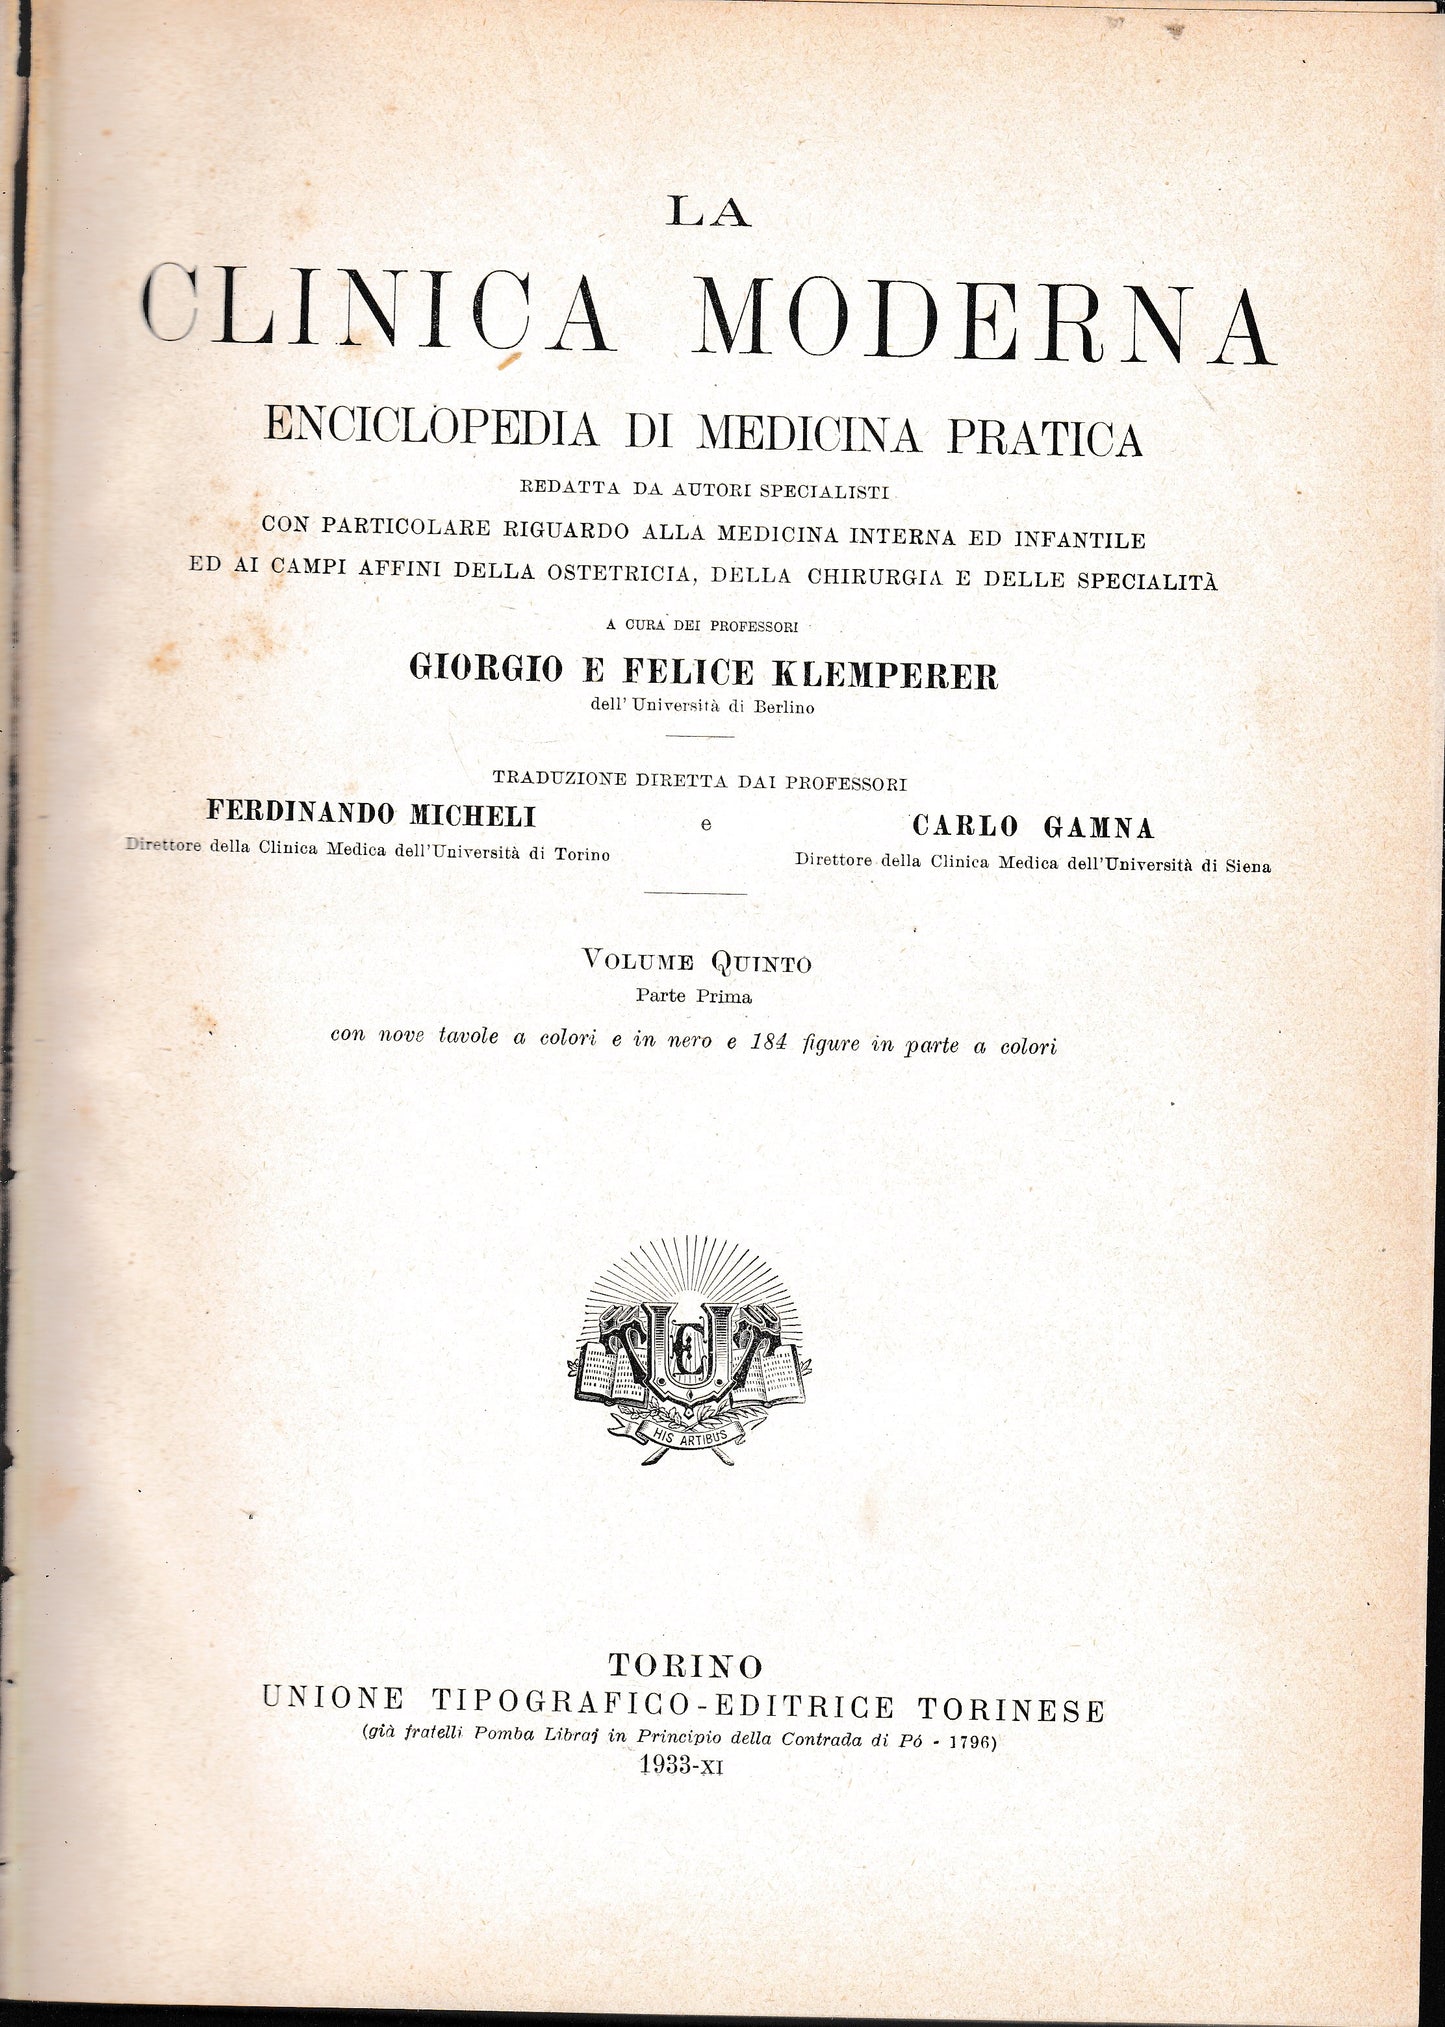 LA
CLINICA MODERNA
ENCICLOPEDIA DI MEDICINA PRATICA
REDATTA DA AUTORI SPECIALISTI
CON PARTICOLARE RIGUARDO ALLA MEDICINA INTERNA ED INFANTILE
ED AI CAMPI AFFINI DELLA OSTETRICIA, DELLA CHIRURGIA E DELLE SPECIALITÀ
A CURA DEI PROFESSORI
GIORGIO E FELICE KLEMPERER
dell'Università di Berlino
TRADUZIONE DIRETTA DAI PROFESSORI
FERDINANDO MICHELI e CARLO GAMNA
Direttore della Clinica Medica dell'Università di Torino Direttore della Clinica Medica dell'Università di Siena
VOLUME QUINTO
Parte Prima
con nove tavole a colori e in nero e 184 figure in parte a colori
UTET
HIS ARTIBUS
TORINO
UNIONE TIPOGRAFICO-EDITRICE TORINESE
(già fratelli Pomba Libraj in Principio della Contrada di Pó - 1796)
1933-XI